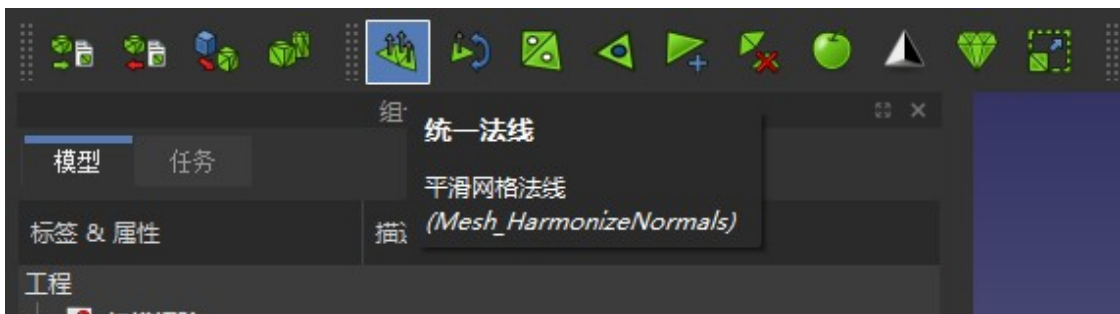 组
统一法线
模型
任务
平滑网格法线
标签 & 属性
描
(Mesh_HarmonizeNormals)
工程